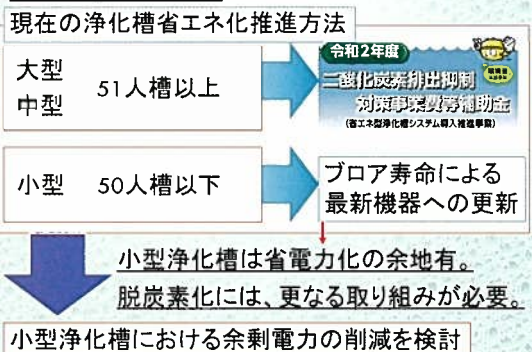 現在の浄化槽省エネ化推進方法
大型
中型
51人槽以上
令和2年度
二酸化炭素排出抑制
対策事業費等補助金
(省エネ型浄化槽システム導入推進事業)
小型 50人槽以下
ブロア寿命による
最新機器への更新
小型浄化槽は省電力化の余地有。
脱炭素化には、更なる取り組みが必要。
小型浄化槽における余剰電力の削減を検討